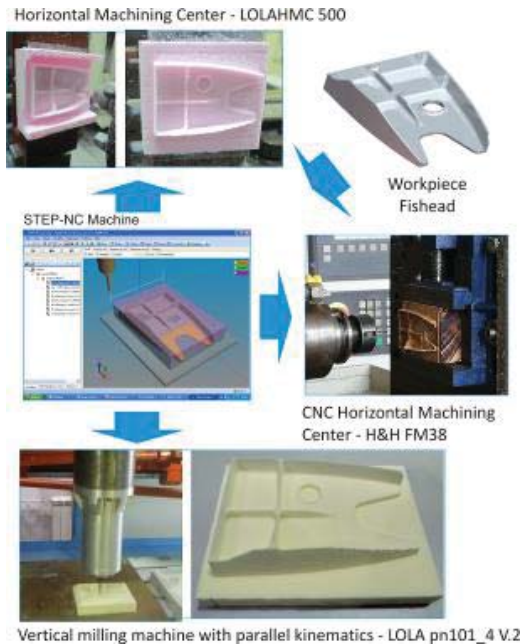 Horizontal Machining Center - LOLAHMC 500
Workpiece
Fishead
STEP-NC Machine
CNC Horizontal Machining
Center - H&H FM38
Vertical milling machine with parallel kinematics - LOLA pn101_4 V.2